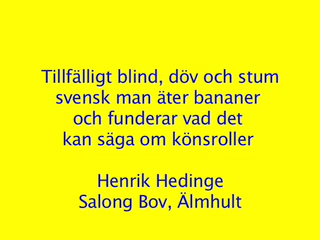 Tillfälligt blind, döv och stum
svensk man äter bananer
och funderar vad det
kan säga om könsroller
Henrik Hedinge
Salong Bov, Älmhult